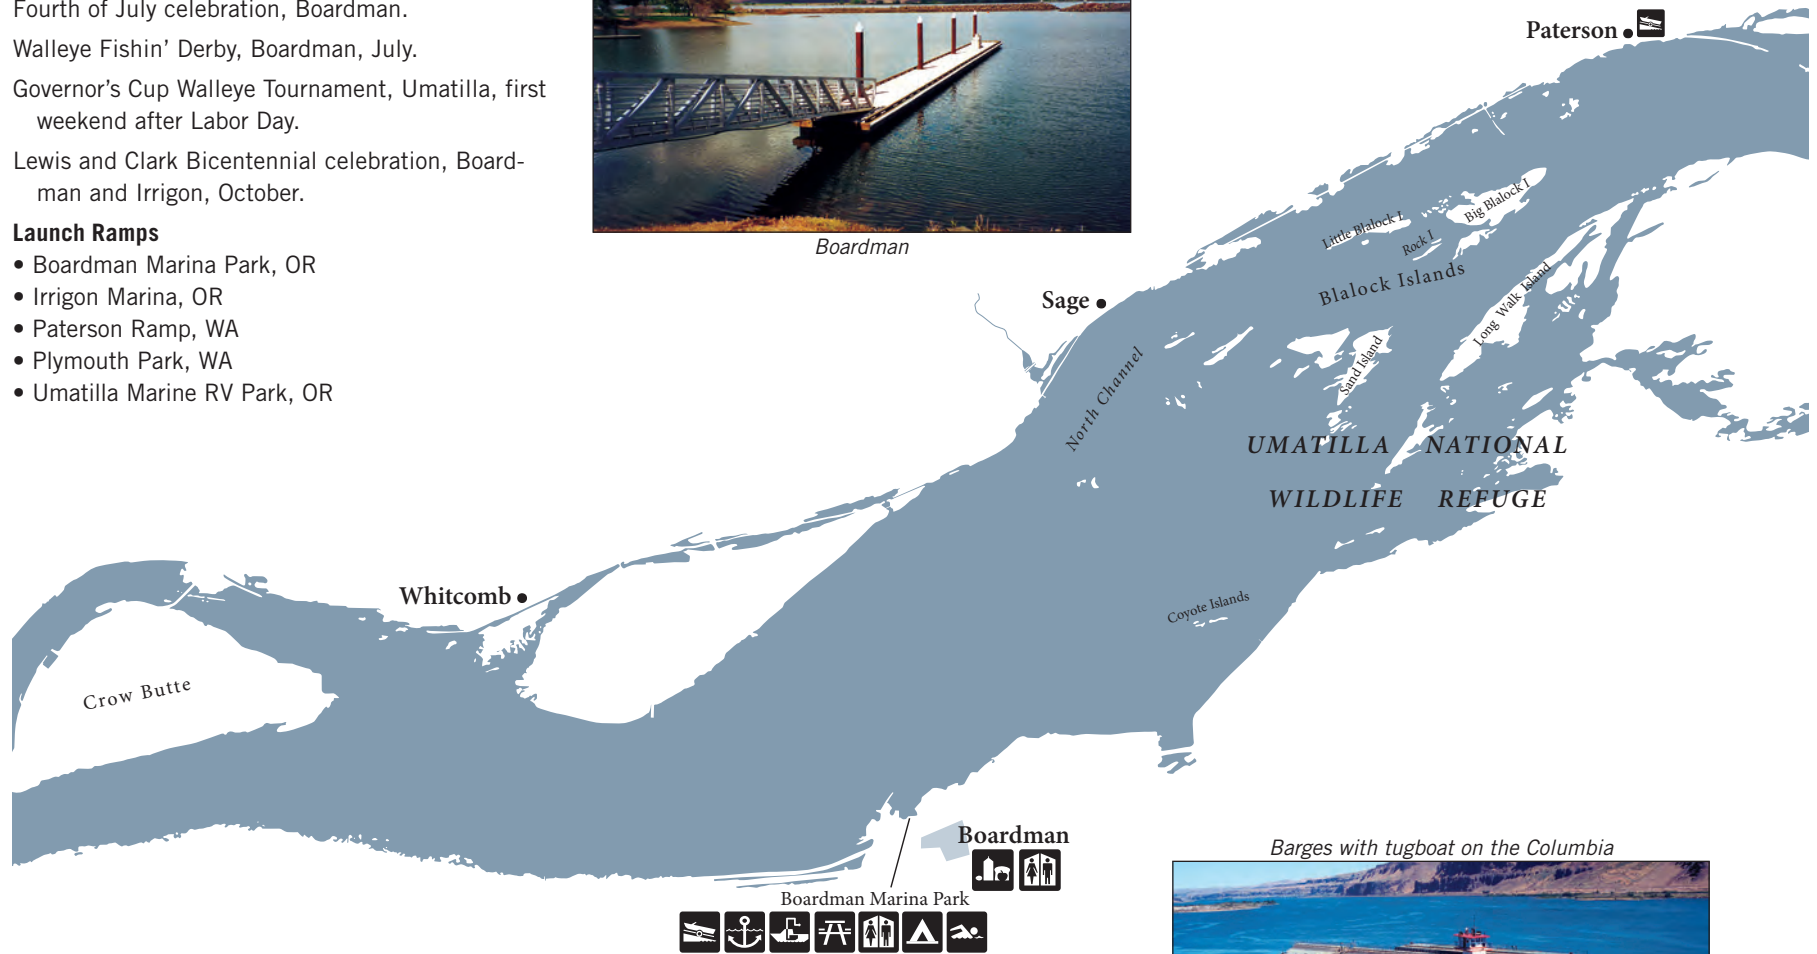 Fourth of July celebration, Boardman.
Walleye Fishin’ Derby, Boardman, July.
Governor’s Cup Walleye Tournament, Umatilla, first
weekend after Labor Day.
Lewis and Clark Bicentennial celebration, Board-
man and Irrigon, October.
Launch Ramps
• Boardman Marina Park, OR
• Irrigon Marina, OR
• Paterson Ramp, WA
• Plymouth Park, WA
• Umatilla Marine RV Park, OR
Boardman
Paterson
Big Blalock I
Little Blalock I.
Rock I
Blalock Islands
Long Walk Island
Sage
Sand Island
North Channel
UMATILLA NATIONAL
WILDLIFE REFUGE
Whitcomb
Coyote Islands
Crow Butte
Boardman
Boardman Marina Park
Barges with tugboat on the Columbia